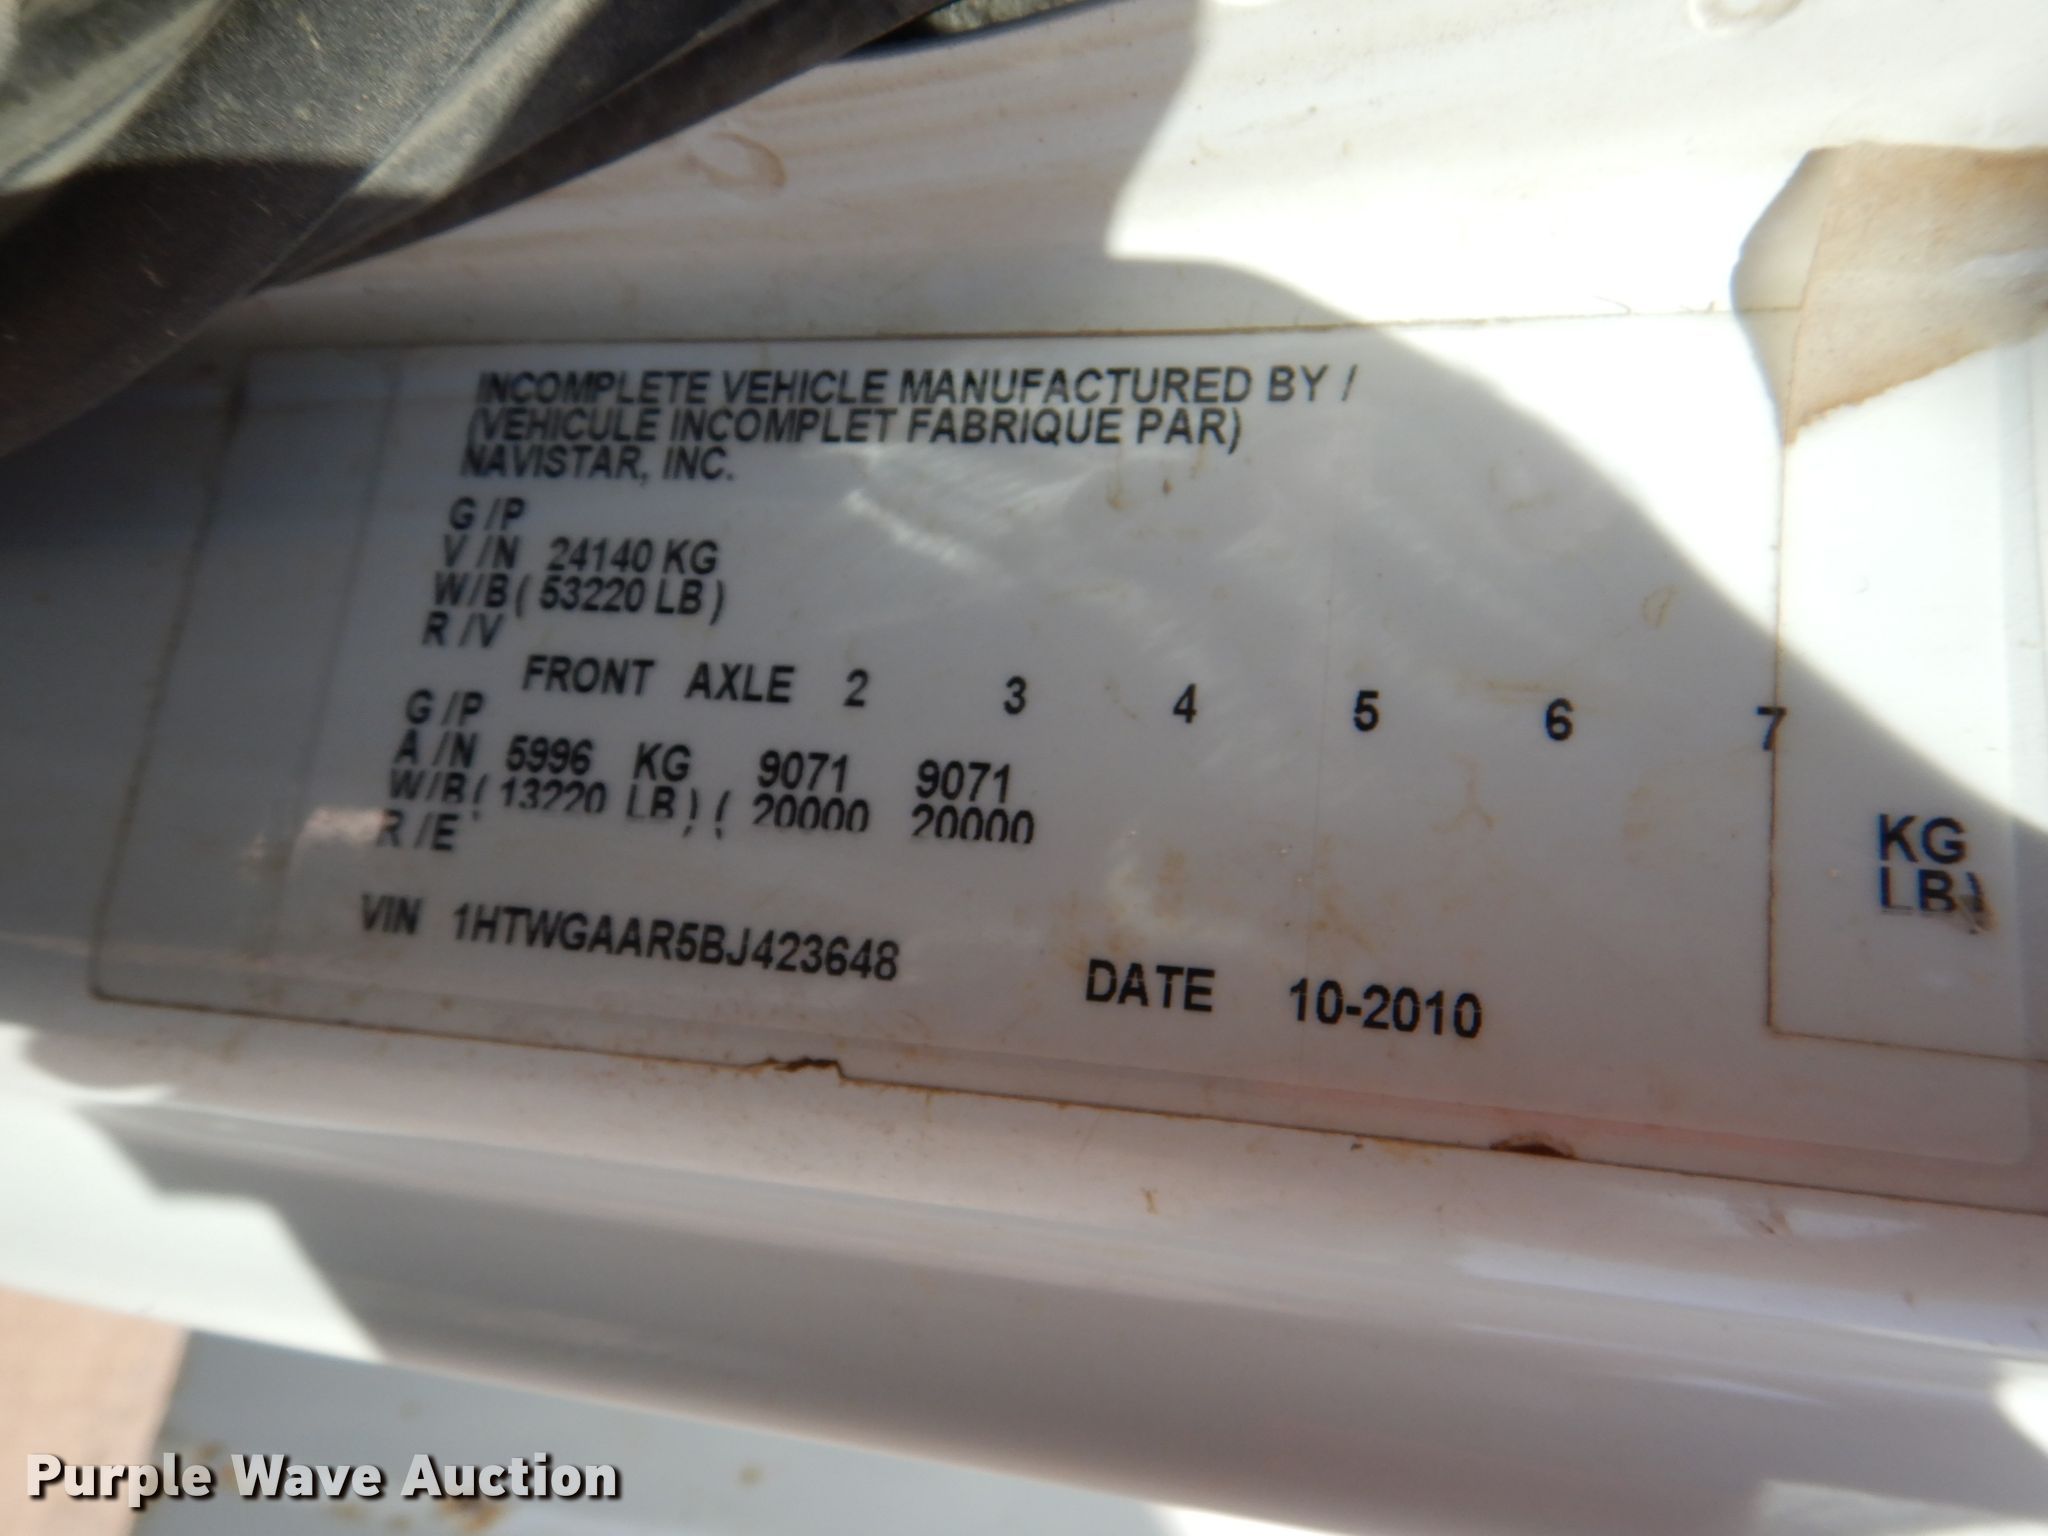 INCOMPLETE VEHICLE MANUFACTURED BY /
(VEHICULE INCOMPLET FABRIQUE PAR)
NAVISTAR, INC.
G /P
V /N 24140 KG
W/B ( 53220 LB )
R /V
FRONT AXLE 2 3 4 5 6 7
G /P
A /N 5996 KG 9071 9071 KG
W/B ( 13220 LB ) ( 20000 20000 LB)
R /E
VIN 1HTWGAAR5BJ423648 DATE 10-2010
Purple Wave Auction